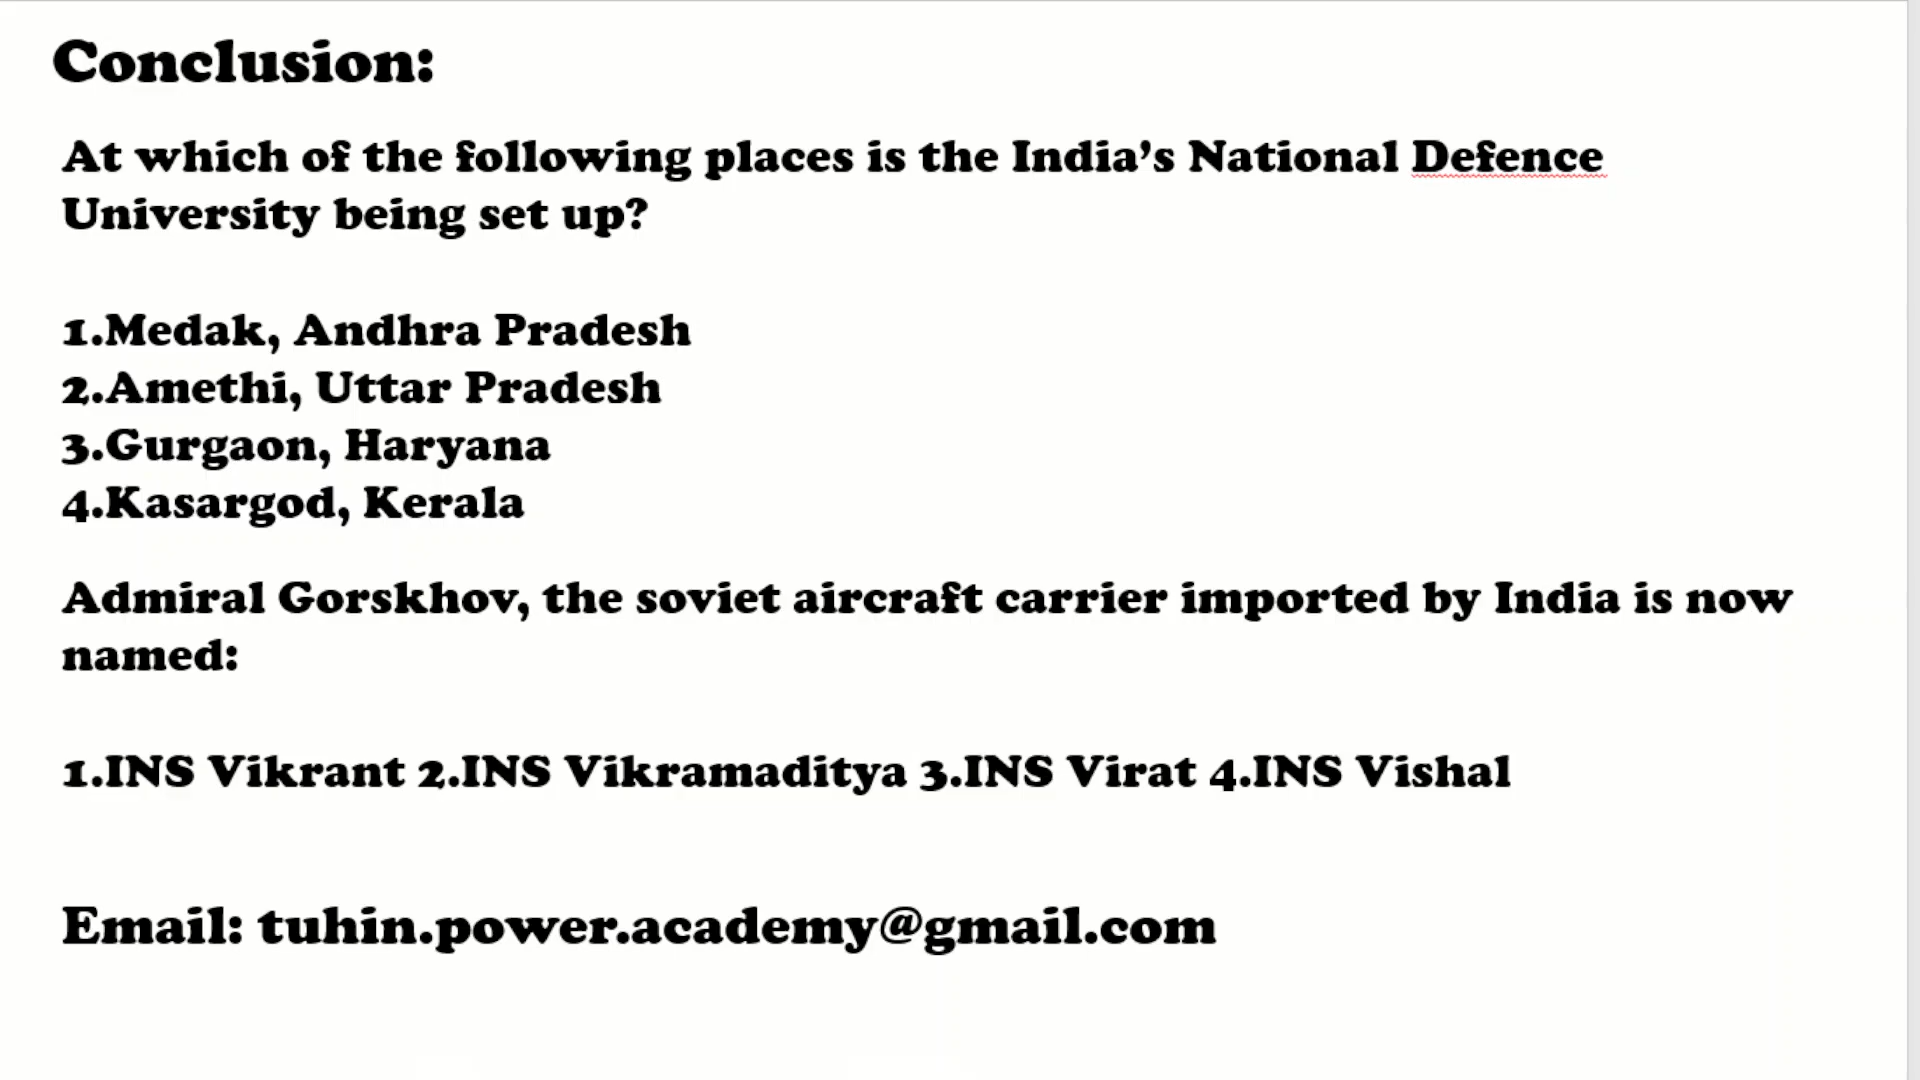 Conclusion:
At which of the following places is the India’s National Defence
University being set up?
1.Medak, Andhra Pradesh
2.Amethi, Uttar Pradesh
3.Gurgaon, Haryana
4.Kasargod, Kerala
Admiral Gorskhov, the soviet aircraft carrier imported by India is now
named:
1.INS Vikrant 2.INS Vikramaditya 3.INS Virat 4.INS Vishal
Email: tuhin.power.academy@gmail.com